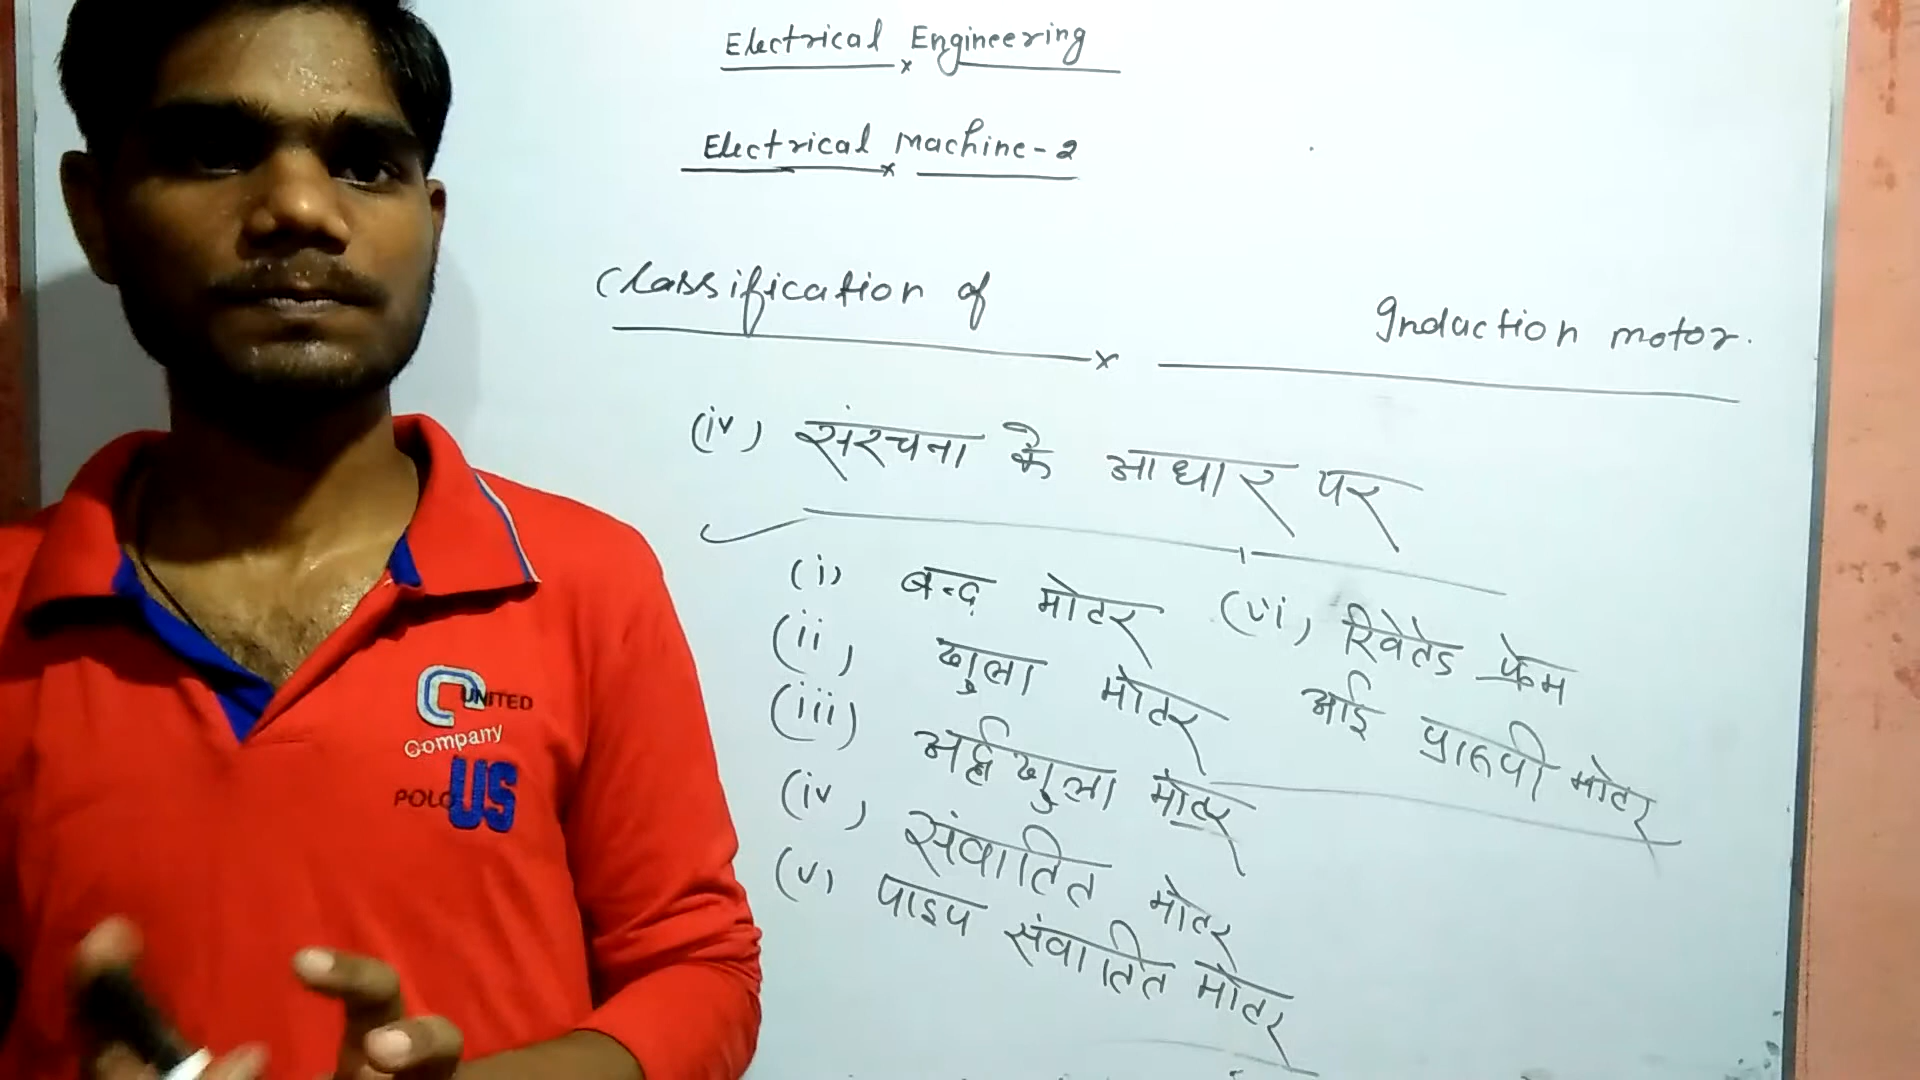 Electrical Engineering
Electrical Machine-2
Classification of Induction motor.
(iv) संरचना के आधार पर
(i) बन्द मोटर
(ii) खुला मोटर
(iii) अर्द्धखुला मोटर
(iv) संवातित मोटर
(v) पाइप संवातित मोटर
(vi) रिवेटेड फ्रेम
आई प्रारूपी मोटर
UNITED
Company
POLO US